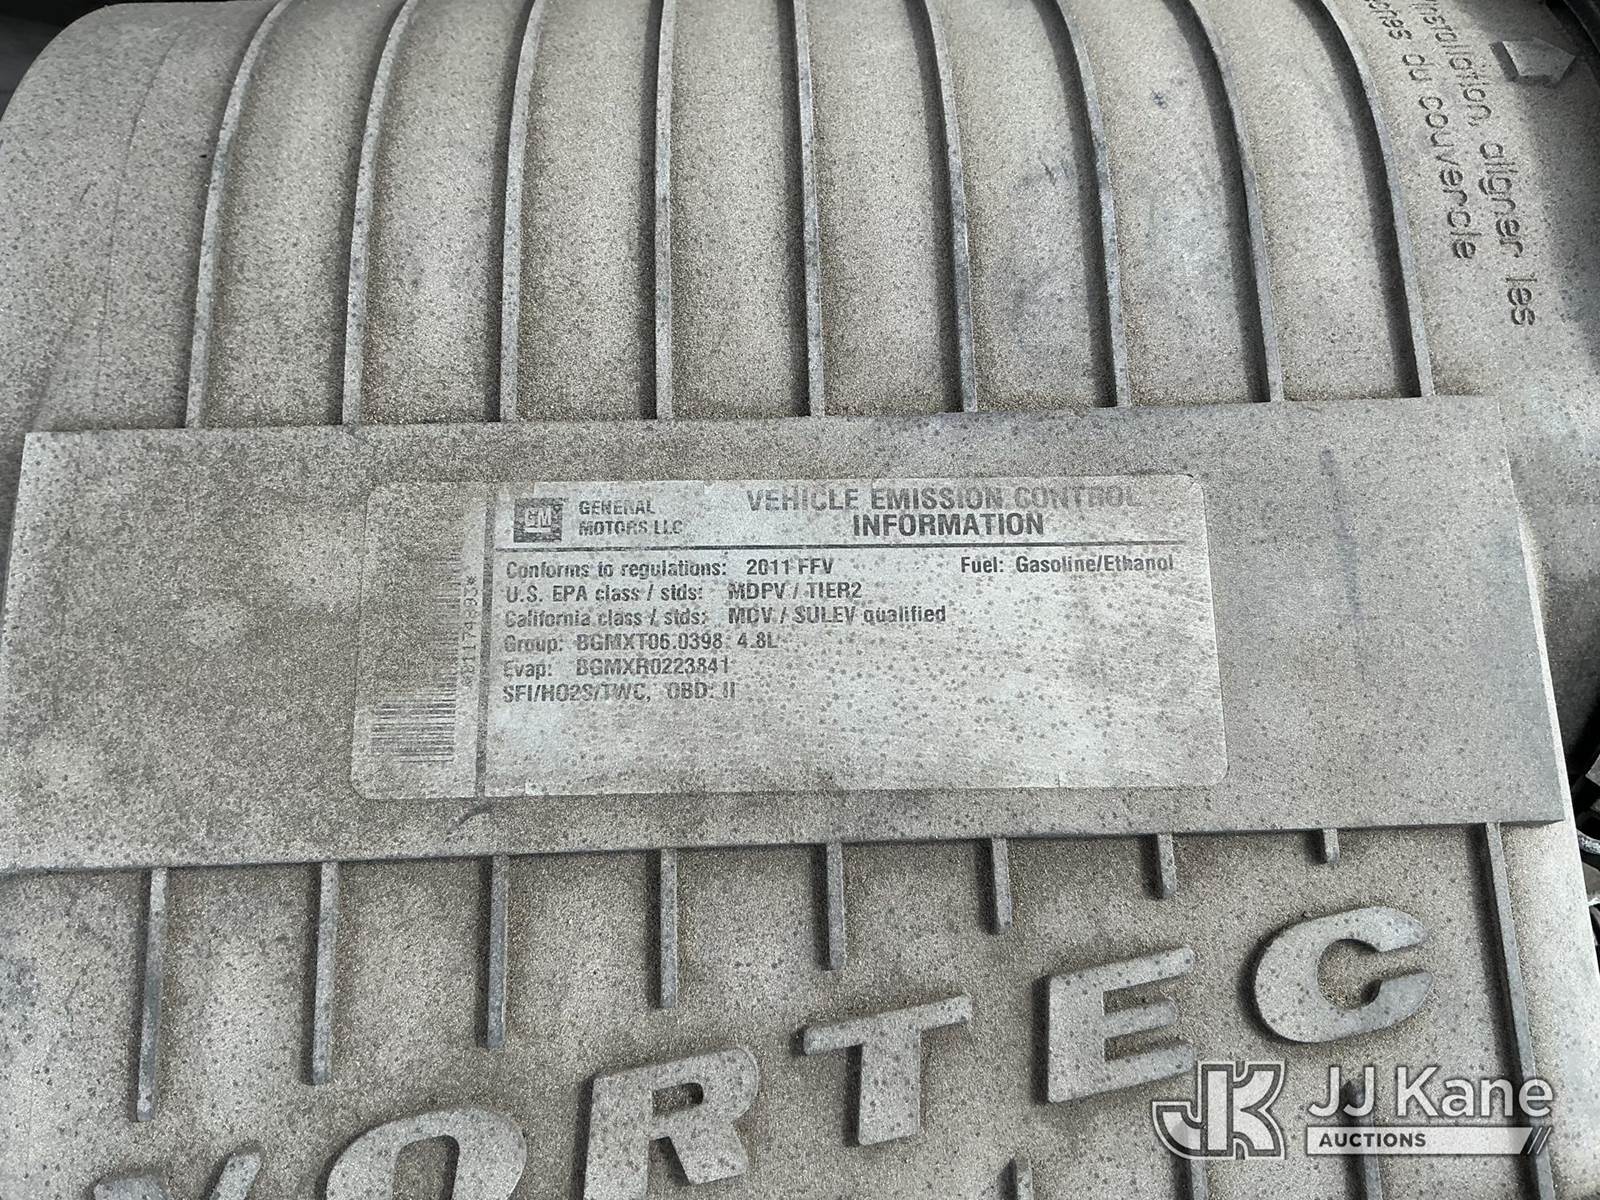 installation, aligner les
du couvercle
GM
GENERAL
MOTORS LLC
VEHICLE EMISSION CONTROL
INFORMATION
Conforms to regulations: 2011 FFV Fuel: Gasoline/Ethanol
U.S. EPA class / stds: MDPV / TIER2
California class / stds: MDV / SULEV qualified
Group: BGMXT06.0398 4.8L
Evap: BGMXR0223841
SFI/HO2S/TWC, OBD: II
VORTEC
JK JJ Kane
AUCTIONS